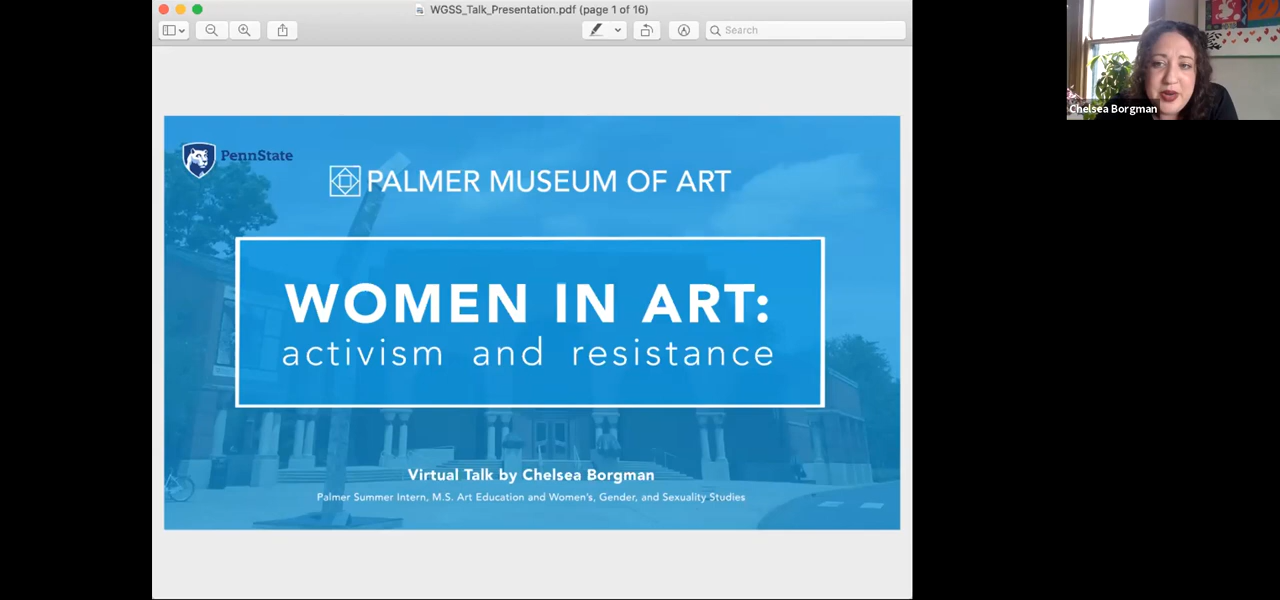 WGSS_Talk_Presentation.pdf (page 1 of 16)
Search
Chelsea Borgman
PennState
PALMER MUSEUM OF ART
WOMEN IN ART:
activism and resistance
Virtual Talk by Chelsea Borgman
Palmer Summer Intern, M.S. Art Education and Women's, Gender, and Sexuality Studies